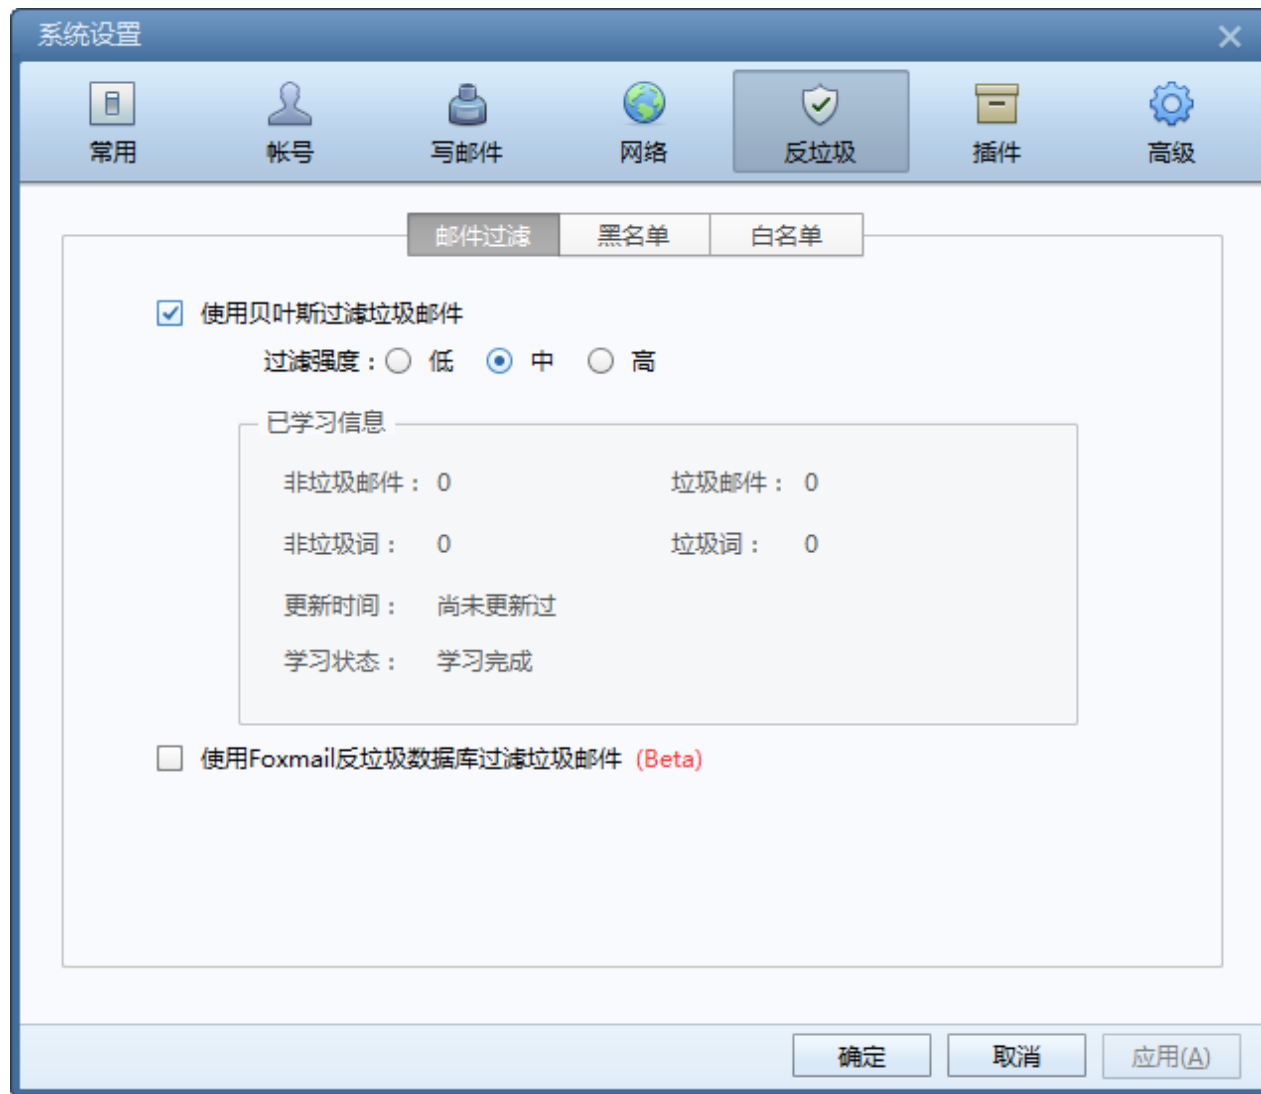 系统设置
常用 帐号 写邮件 网络 反垃圾 插件 高级
邮件过滤 黑名单 白名单
使用贝叶斯过滤垃圾邮件
过滤强度： 低 中 高
已学习信息
非垃圾邮件： 0 垃圾邮件： 0
非垃圾词： 0 垃圾词： 0
更新时间： 尚未更新过
学习状态： 学习完成
使用Foxmail反垃圾数据库过滤垃圾邮件 (Beta)
确定 取消 应用(A)